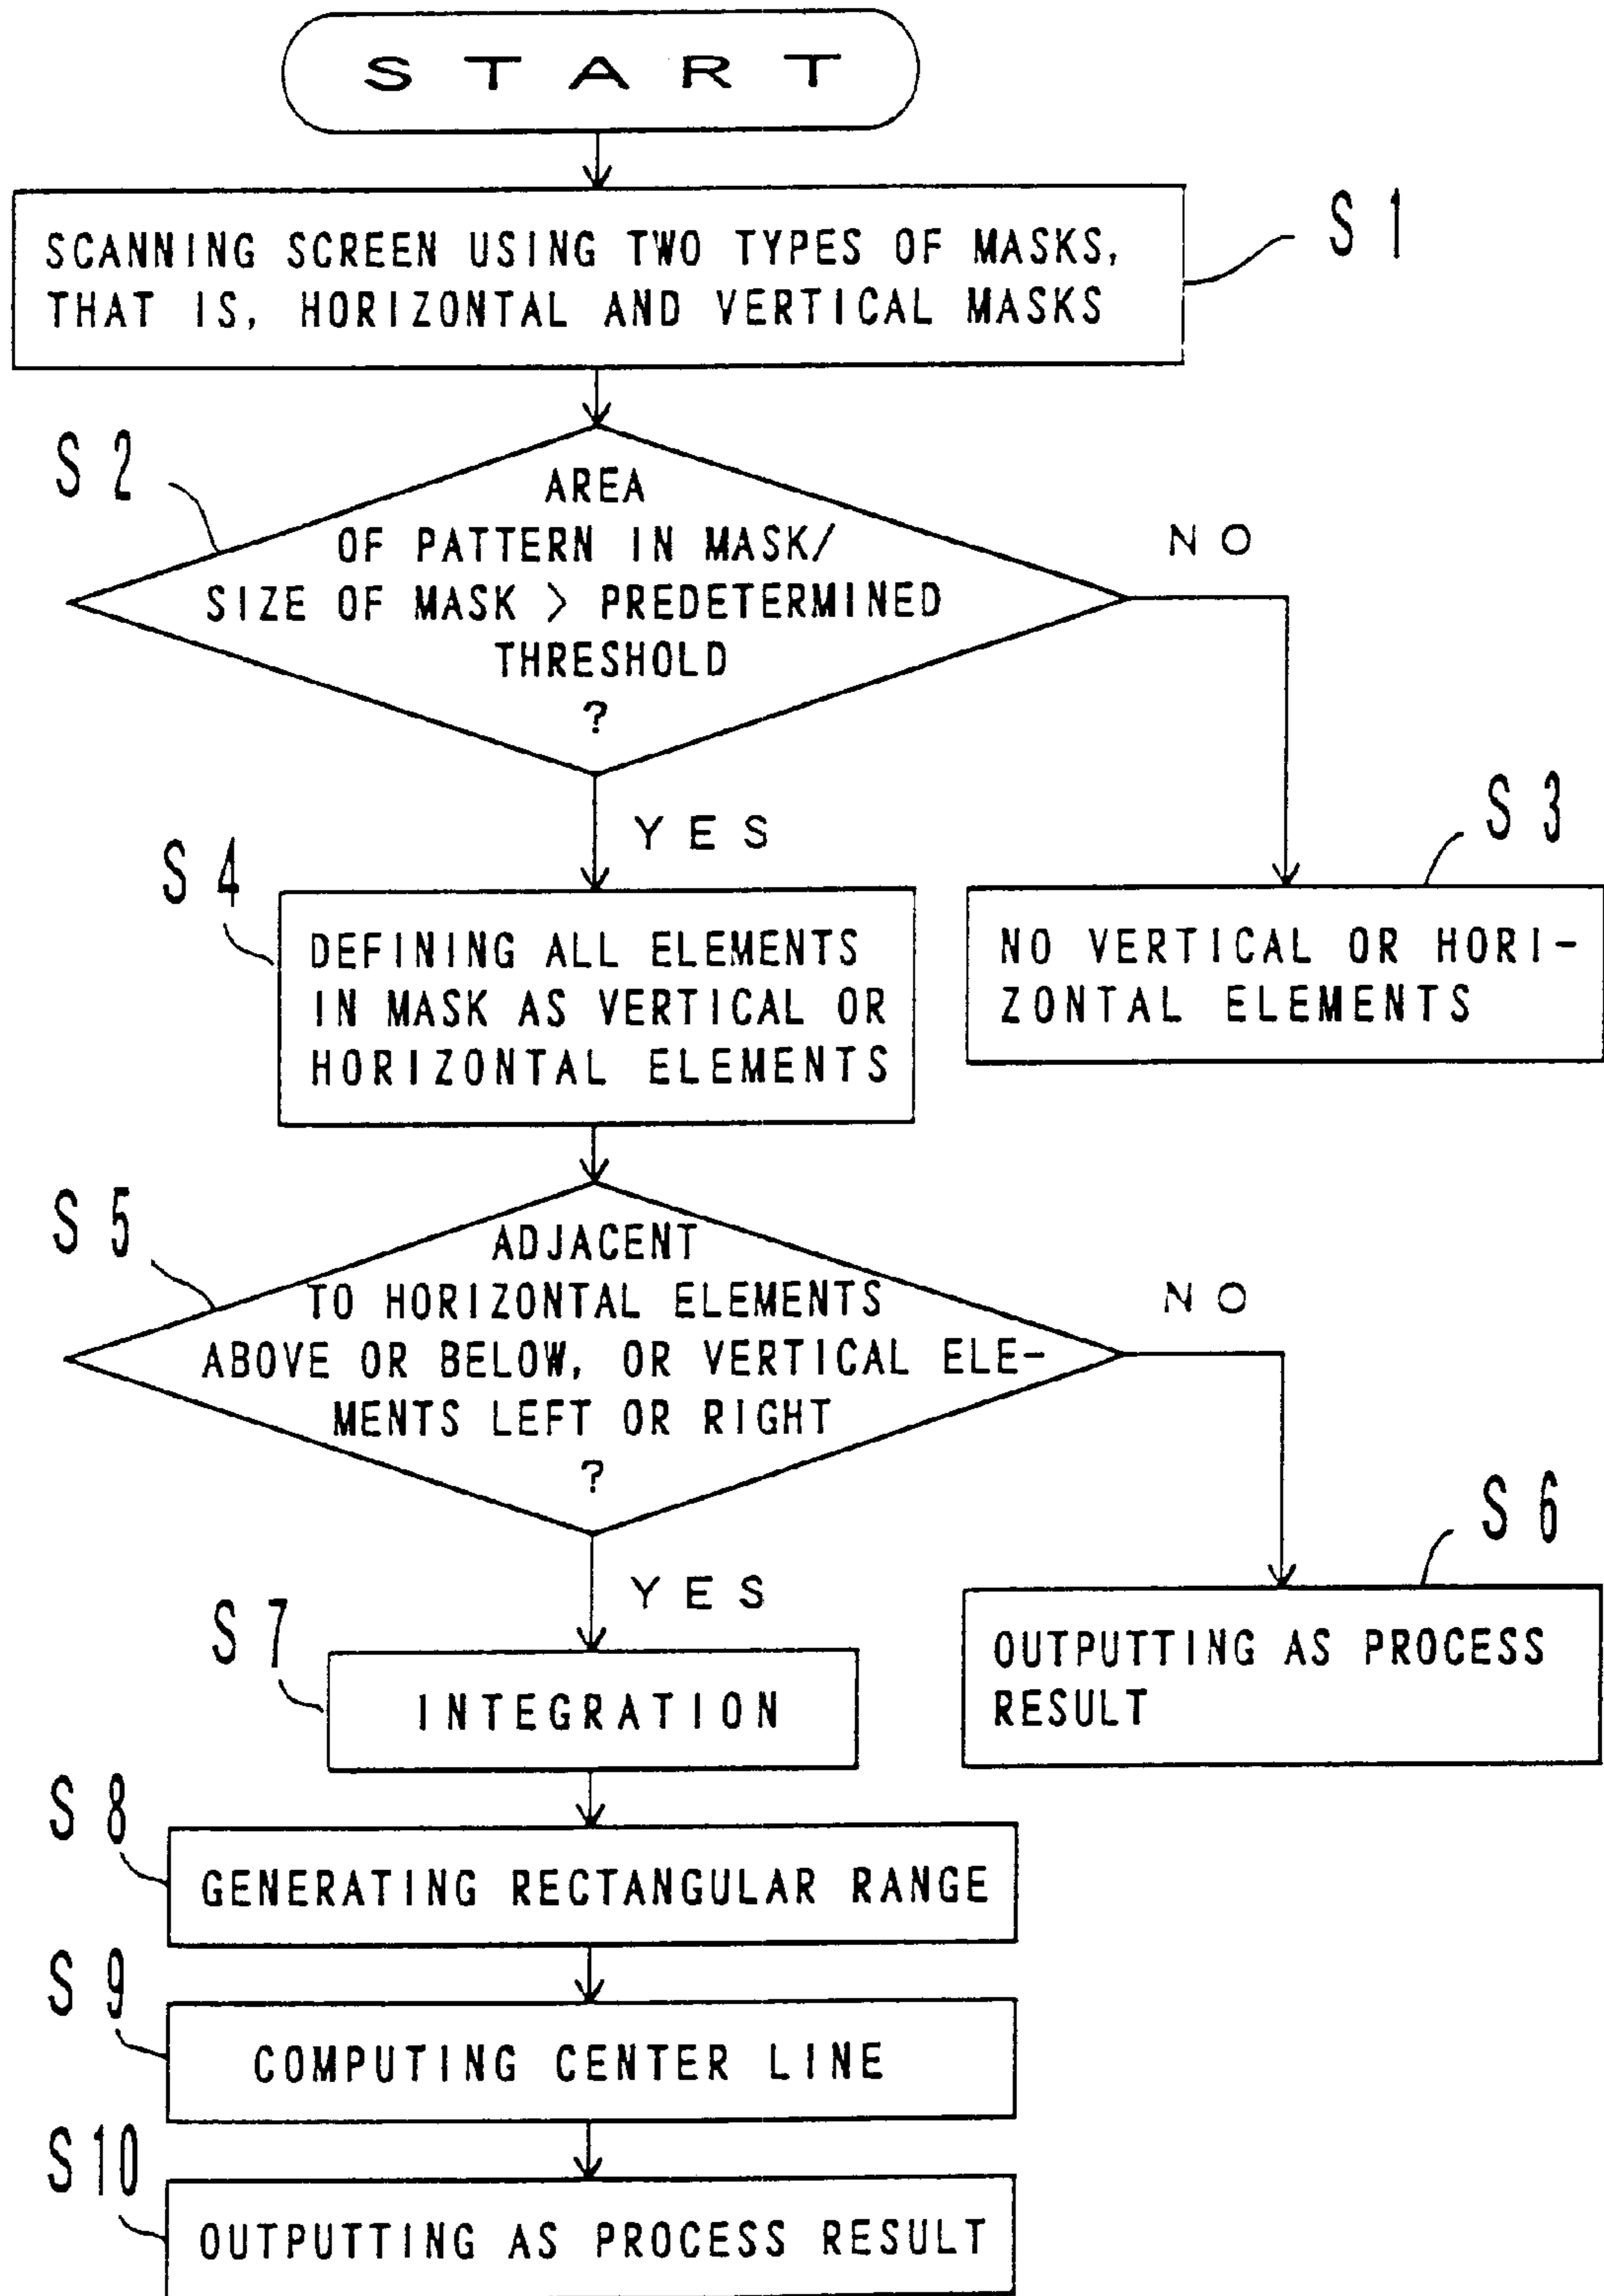 START
SCANNING SCREEN USING TWO TYPES OF MASKS,
THAT IS, HORIZONTAL AND VERTICAL MASKS
S1
S2
AREA
OF PATTERN IN MASK/
SIZE OF MASK > PREDETERMINED
THRESHOLD
?
NO
YES
S3
NO VERTICAL OR HORI-
ZONTAL ELEMENTS
S4
DEFINING ALL ELEMENTS
IN MASK AS VERTICAL OR
HORIZONTAL ELEMENTS
S5
ADJACENT
TO HORIZONTAL ELEMENTS
ABOVE OR BELOW, OR VERTICAL ELE-
MENTS LEFT OR RIGHT
?
NO
YES
S6
OUTPUTTING AS PROCESS
RESULT
S7
INTEGRATION
S8
GENERATING RECTANGULAR RANGE
S9
COMPUTING CENTER LINE
S10
OUTPUTTING AS PROCESS RESULT